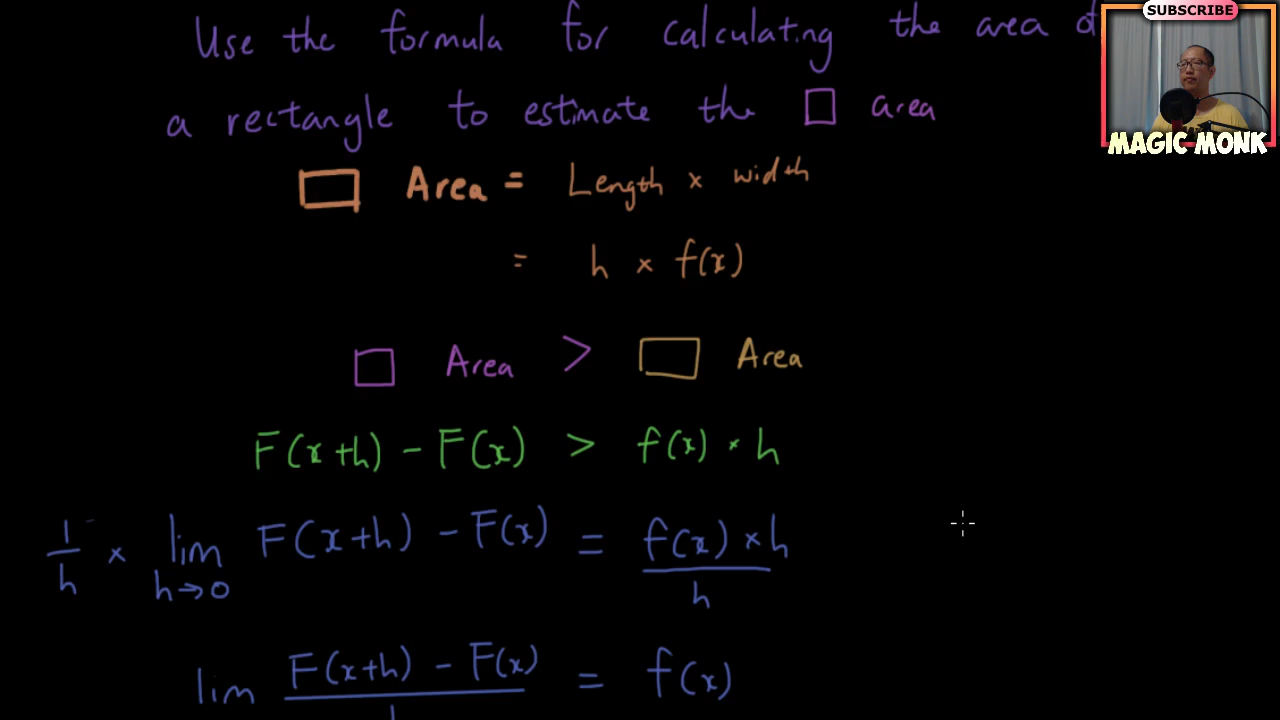 SUBSCRIBE
MAGIC MONK
Use the formula for calculating the area of
a rectangle to estimate the □ area
▭ Area = Length × width
= h × f(x)
□ Area > ▭ Area
F(x+h) - F(x) > f(x) × h
1/h × lim h→0 F(x+h) - F(x) = f(x) × h / h
lim F(x+h) - F(x) / h = f(x)